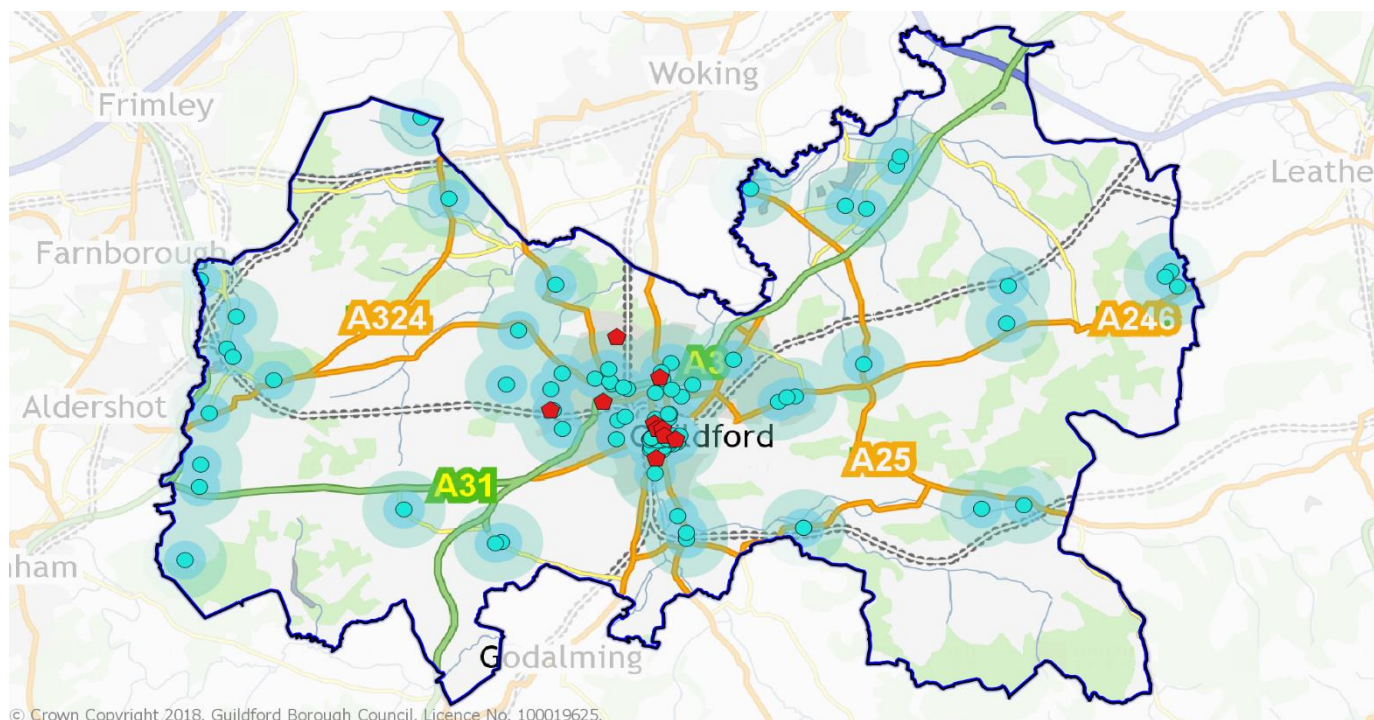 Woking
Frimley
Leathe
Farnborough
A324
A246
A3
Aldershot
Guildford
A25
A31
nham
Godalming
© Crown Copyright 2018. Guildford Borough Council. Licence No. 100019625.